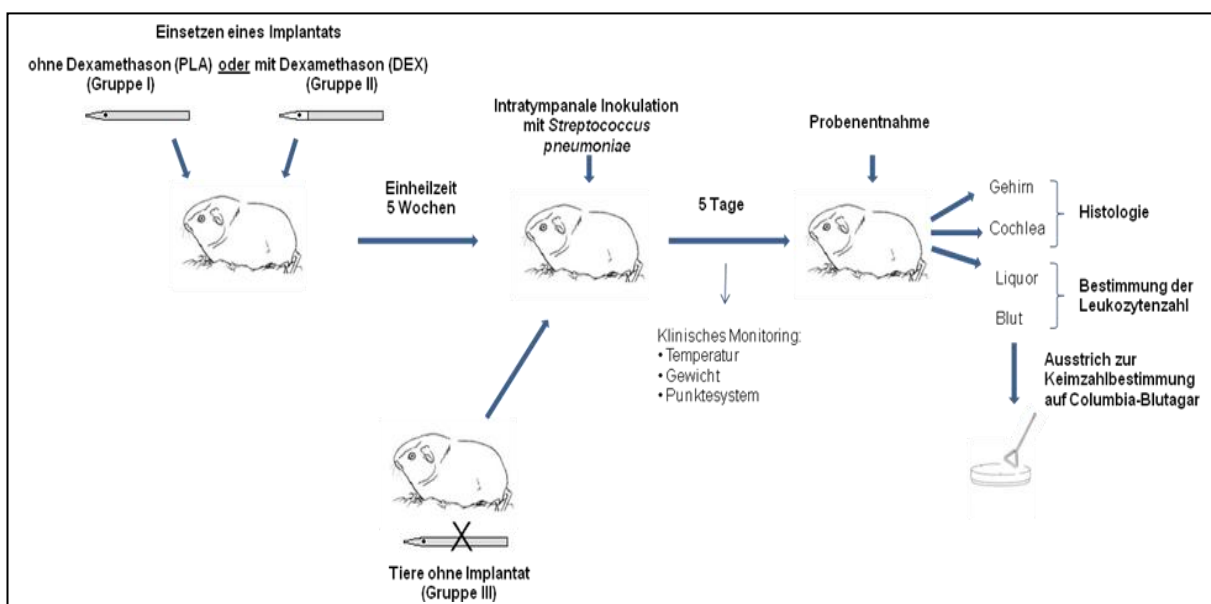 Einsetzen eines Implantats
ohne Dexamethason (PLA) oder mit Dexamethason (DEX)
(Gruppe I)
(Gruppe II)
Intratympanale Inokulation
mit Streptococcus
pneumoniae
Probenentnahme
Einheilzeit
5 Wochen
5 Tage
Gehirn
Cochlea
Histologie
Liquor
Blut
Bestimmung der
Leukozytenzahl
Klinisches Monitoring:
• Temperatur
• Gewicht
• Punktesystem
Ausstrich zur
Keimzahlbestimmung
auf Columbia-Blutagar
Tiere ohne Implantat
(Gruppe III)